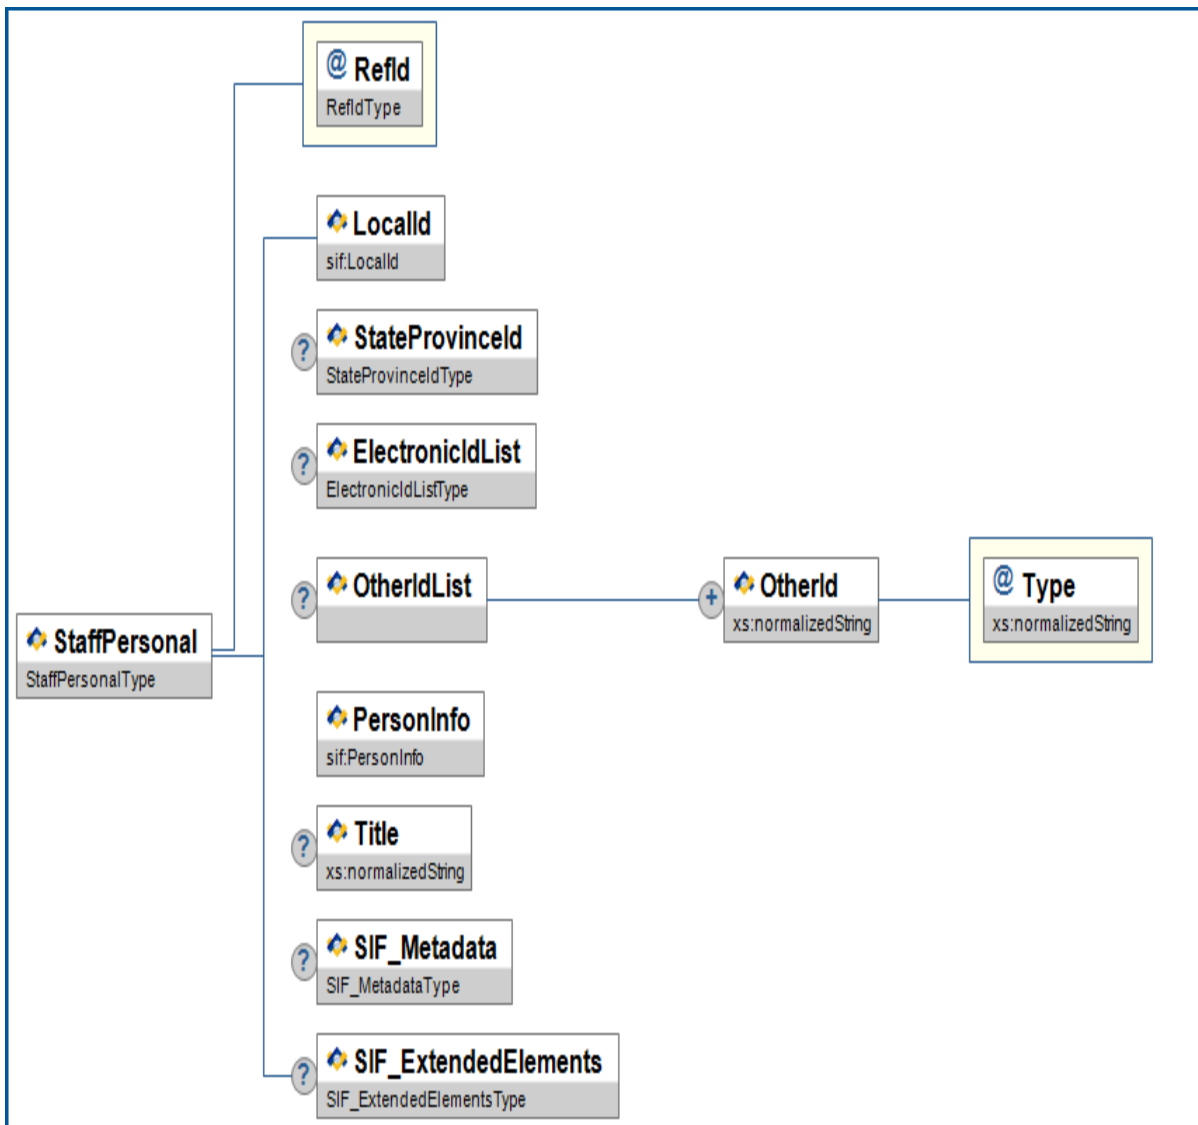 @ RefId
RefIdType
LocalId
sif:LocalId
? StateProvinceId
StateProvinceIdType
? ElectronicIdList
ElectronicIdListType
? OtherIdList
+ OtherId
xs:normalizedString
@ Type
xs:normalizedString
StaffPersonal
StaffPersonalType
PersonInfo
sif:PersonInfo
? Title
xs:normalizedString
? SIF_Metadata
SIF_MetadataType
? SIF_ExtendedElements
SIF_ExtendedElementsType